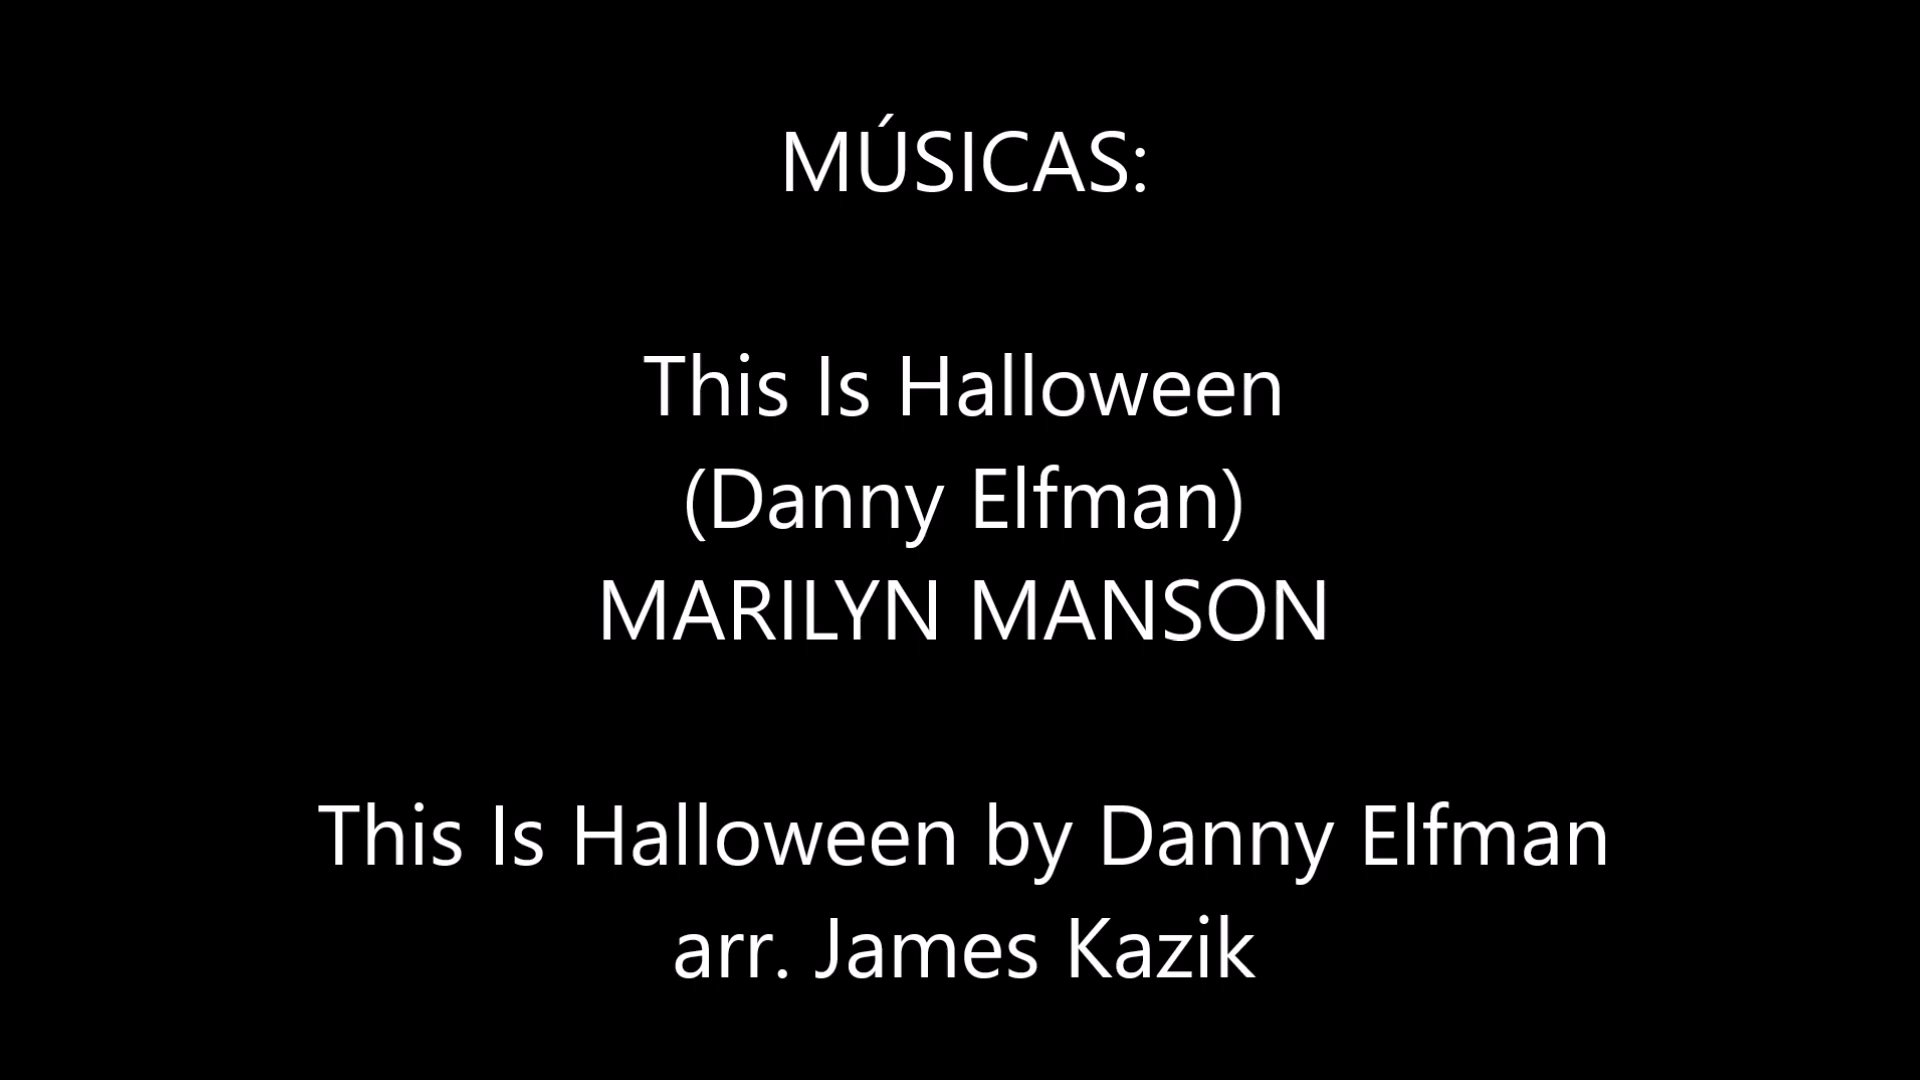 MÚSICAS:
This Is Halloween
(Danny Elfman)
MARILYN MANSON
This Is Halloween by Danny Elfman
arr. James Kazik